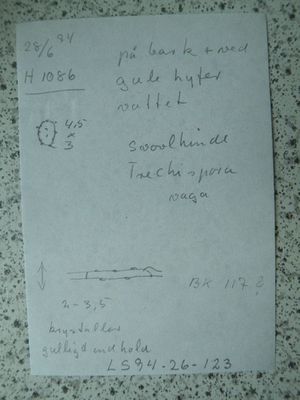 28/6 94
H 1086
på bark + ved
gule hyfer
vattet
4,5
x
3
Svovlhinde
Trechispora
vaga
BK 117?
2-3,5
krystaller
gulligt indhold
LS94-26-123